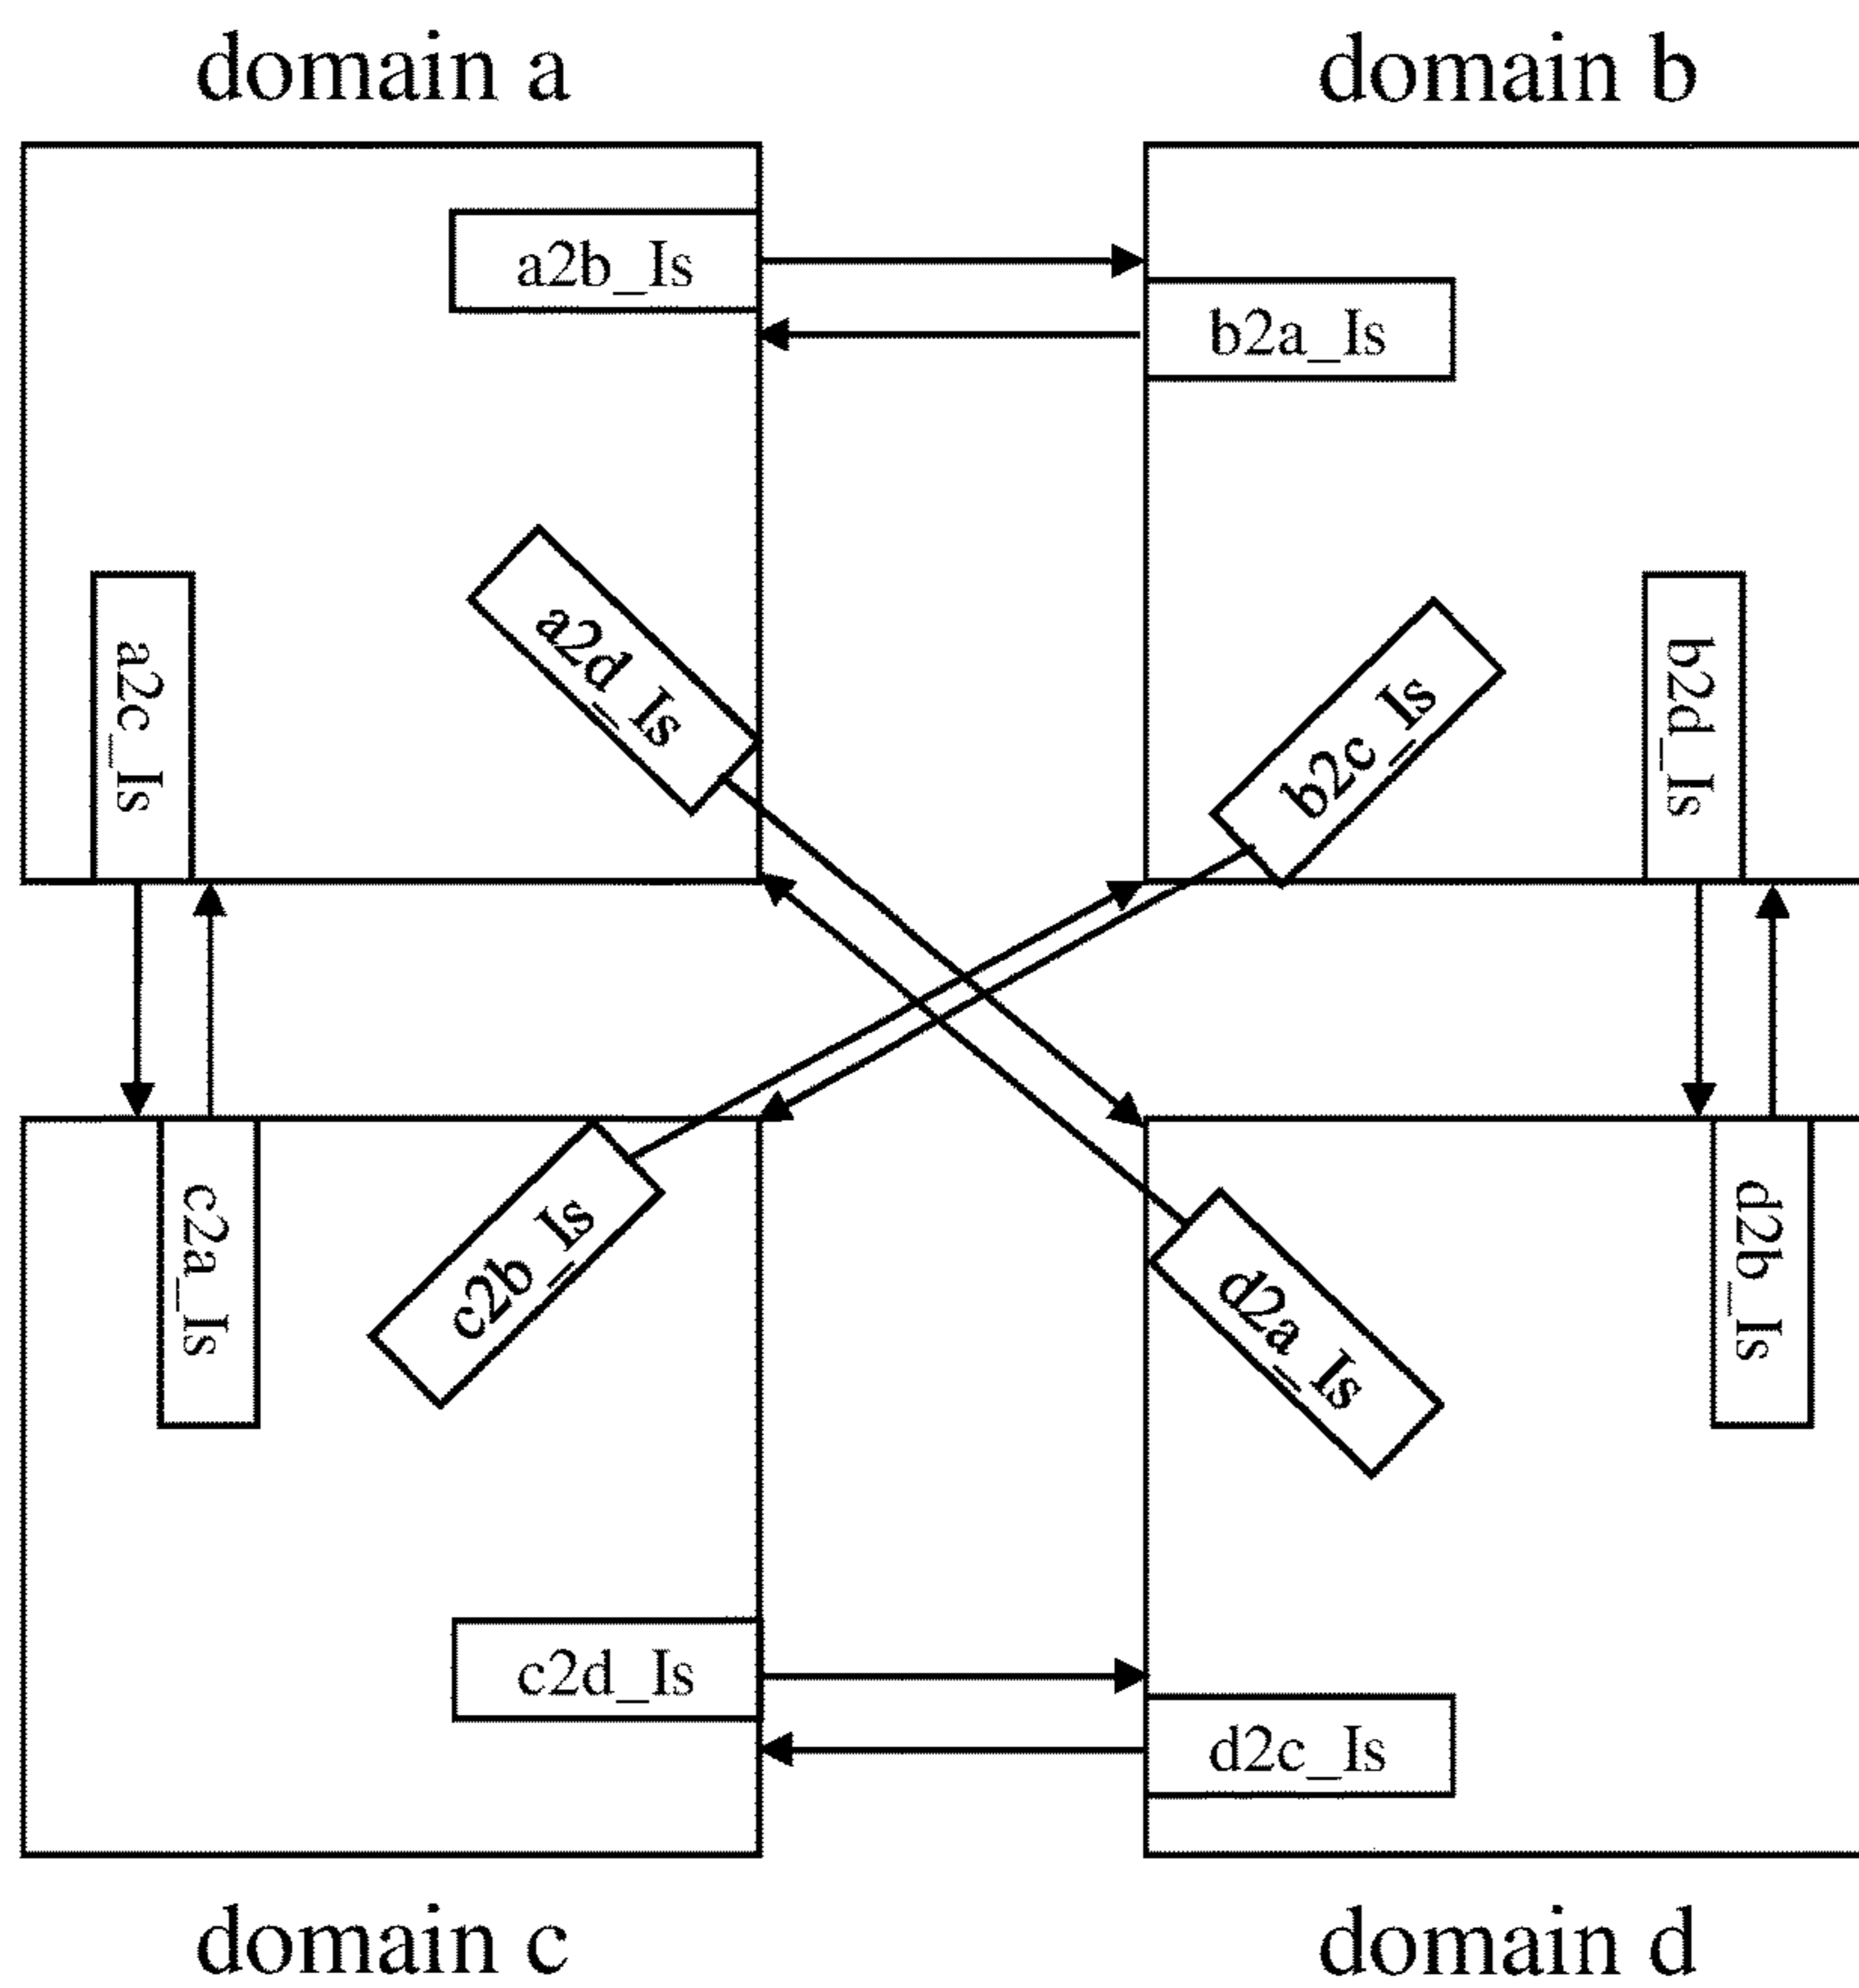 domain a
domain b
a2b_Is
b2a_Is
a2c_Is
a2d_Is
b2c_Is
b2d_Is
c2a_Is
c2b_Is
d2a_Is
d2b_Is
c2d_Is
d2c_Is
domain c
domain d